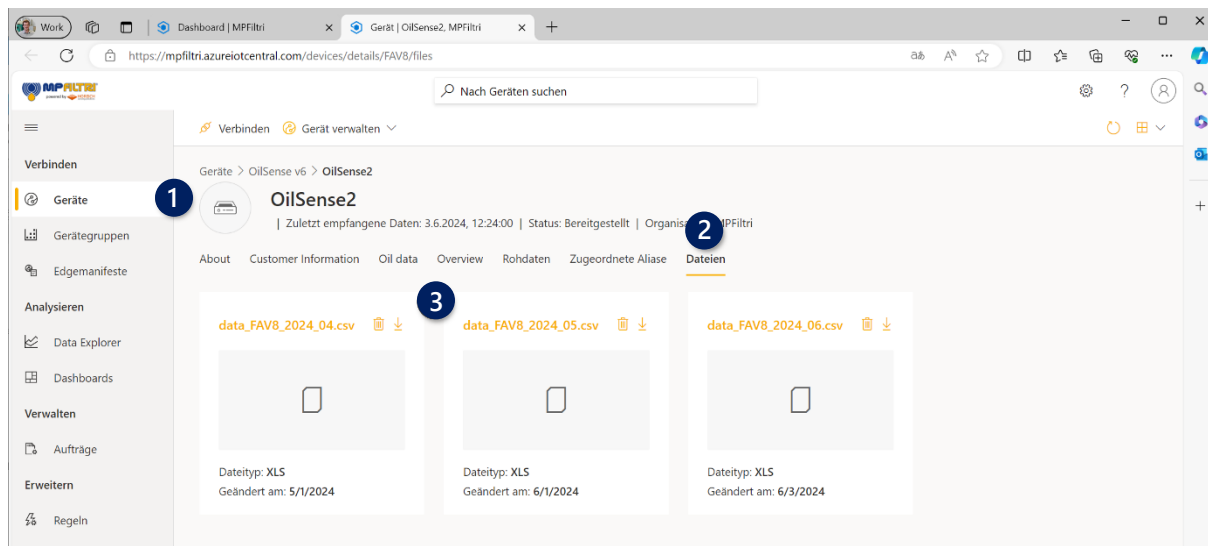 Work
Dashboard | MPFiltri
Gerät | OilSense2, MPFiltri
https://mpfiltri.azureiotcentral.com/devices/details/FAV8/files
MPFILTRI
Nach Geräten suchen
?
Verbinden
Gerät verwalten
Verbinden
Geräte > OilSense v6 > OilSense2
Geräte
1
OilSense2
| Zuletzt empfangene Daten: 3.6.2024, 12:24:00 | Status: Bereitgestellt | Organisa MPFiltri
2
Gerätegruppen
About Customer Information Oil data Overview Rohdaten Zugeordnete Aliase Dateien
Edgemanifeste
3
Analysieren
data_FAV8_2024_04.csv
data_FAV8_2024_05.csv
data_FAV8_2024_06.csv
Data Explorer
Dashboards
Verwalten
Aufträge
Dateityp: XLS
Geändert am: 5/1/2024
Dateityp: XLS
Geändert am: 6/1/2024
Dateityp: XLS
Geändert am: 6/3/2024
Erweitern
Regeln